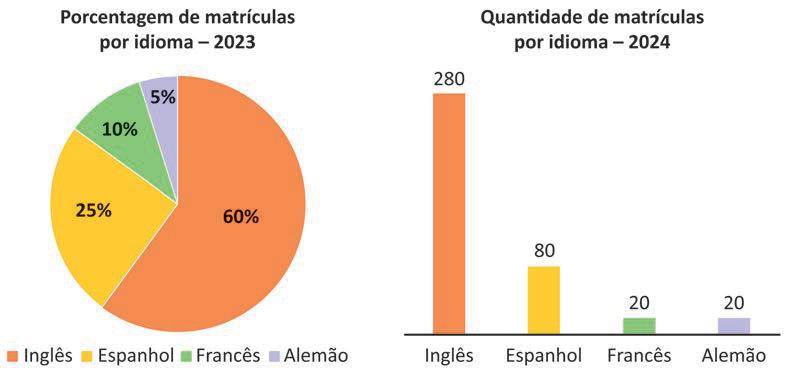 Porcentagem de matrículas
por idioma – 2023
5%
10%
25%
60%
Inglês Espanhol Francês Alemão
Quantidade de matrículas
por idioma – 2024
280
80
20 20
Inglês Espanhol Francês Alemão